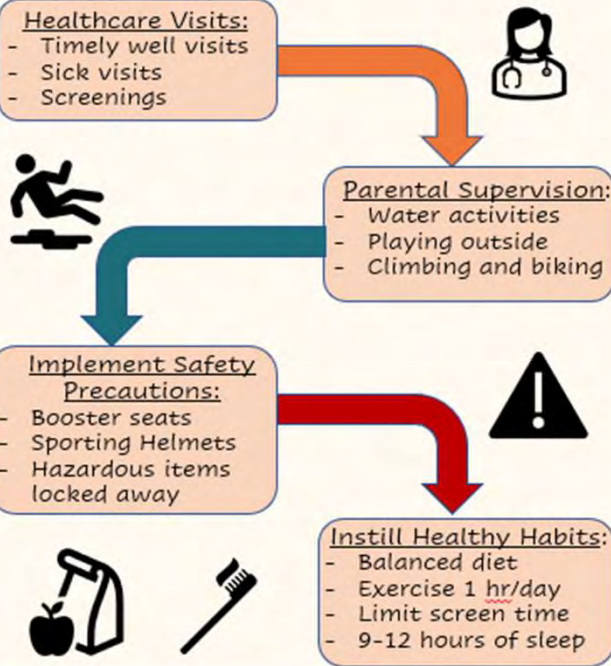 Healthcare Visits:
- Timely well visits
- Sick visits
- Screenings
Parental Supervision:
- Water activities
- Playing outside
- Climbing and biking
Implement Safety
Precautions:
- Booster seats
- Sporting Helmets
- Hazardous items
locked away
Instill Healthy Habits:
- Balanced diet
- Exercise 1 hr/day
- Limit screen time
- 9-12 hours of sleep